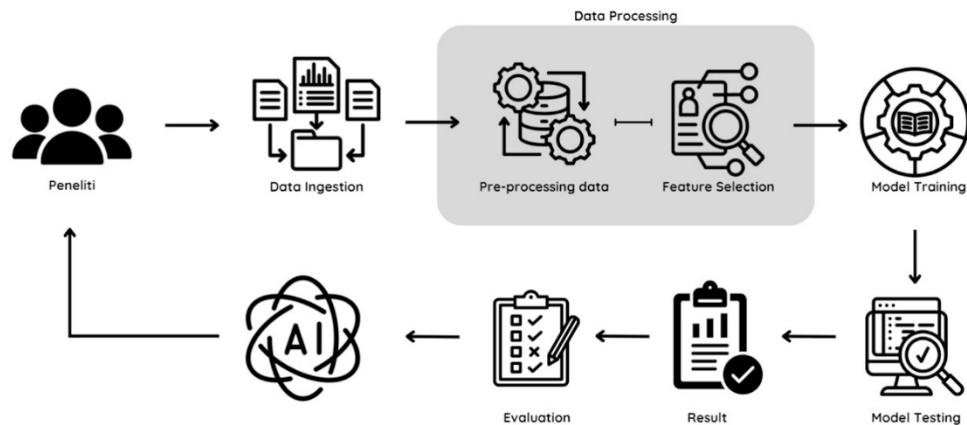 Data Processing
Peneliti
Data Ingestion
Pre-processing data
Feature Selection
Model Training
AI
Evaluation
Result
Model Testing